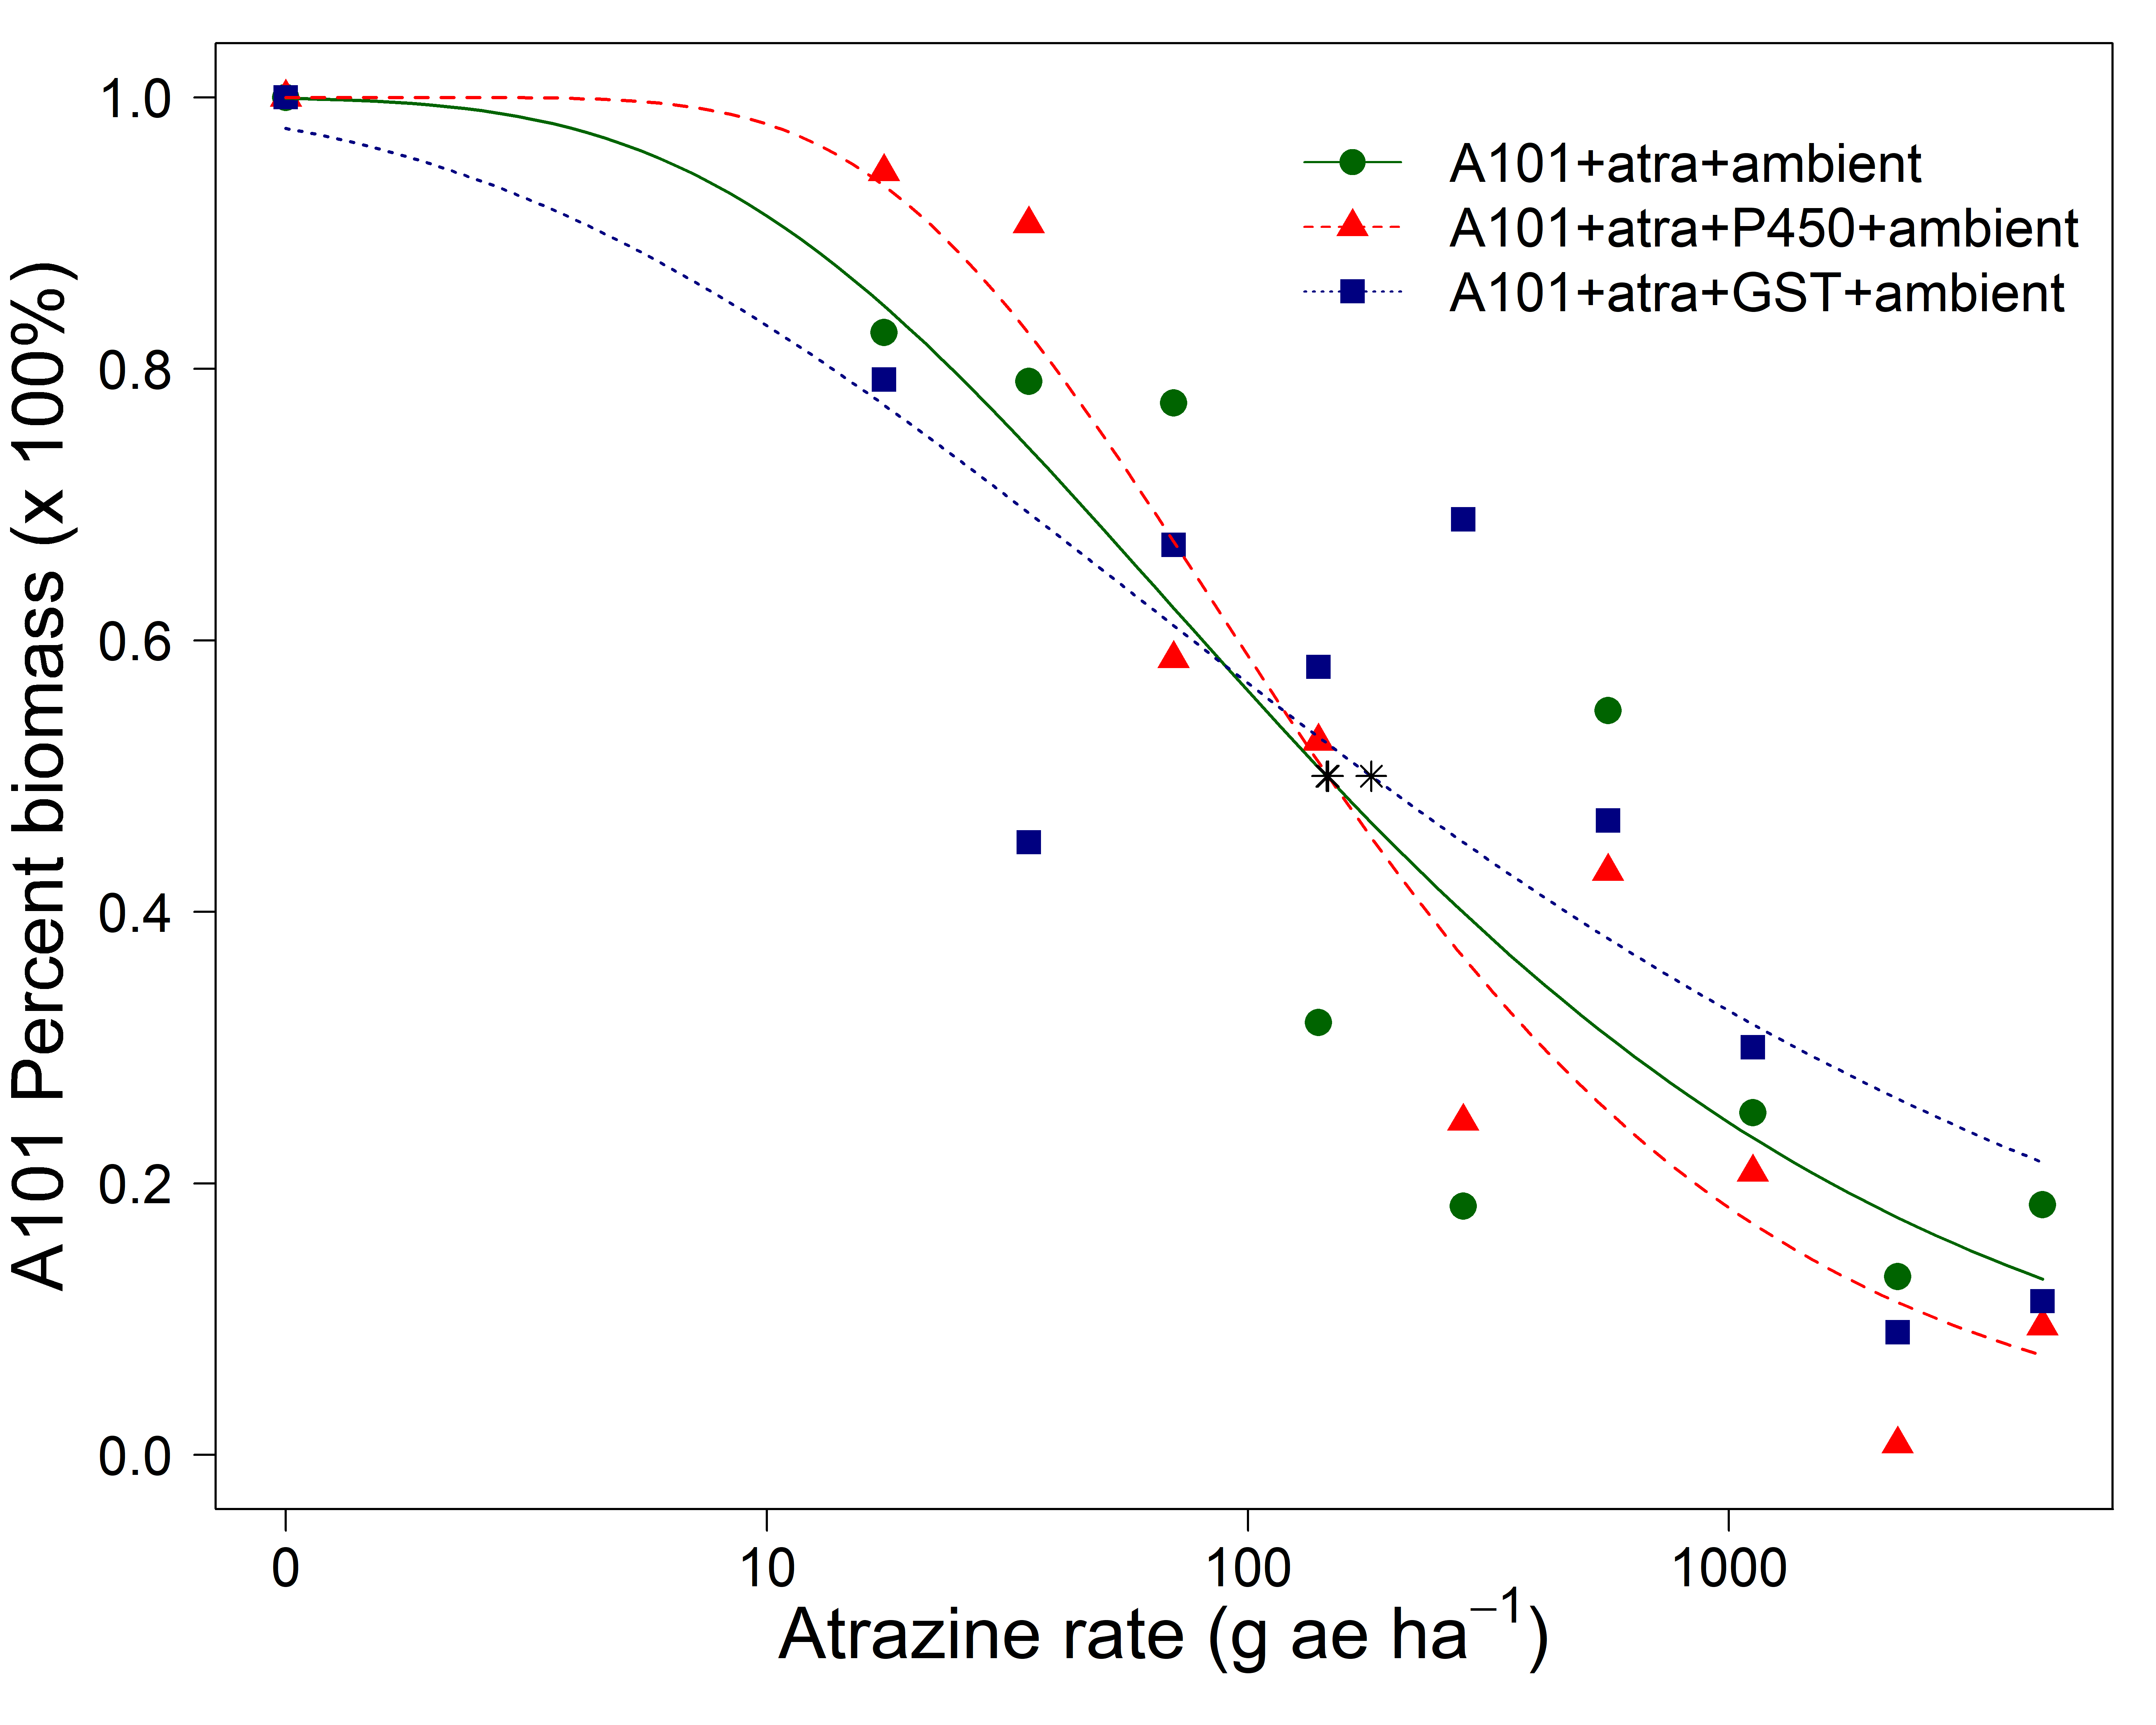 A101+atra+ambient
A101+atra+P450+ambient
A101+atra+GST+ambient
A101 Percent biomass (x 100%)
1.0
0.8
0.6
0.4
0.2
0.0
0 10 100 1000
Atrazine rate (g ae ha⁻¹)